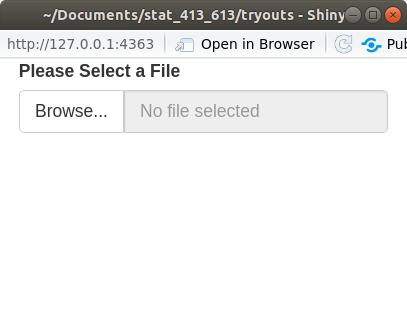 ~/Documents/stat_413_613/tryouts - Shiny
http://127.0.0.1:4363 Open in Browser Pub
Please Select a File
Browse... No file selected